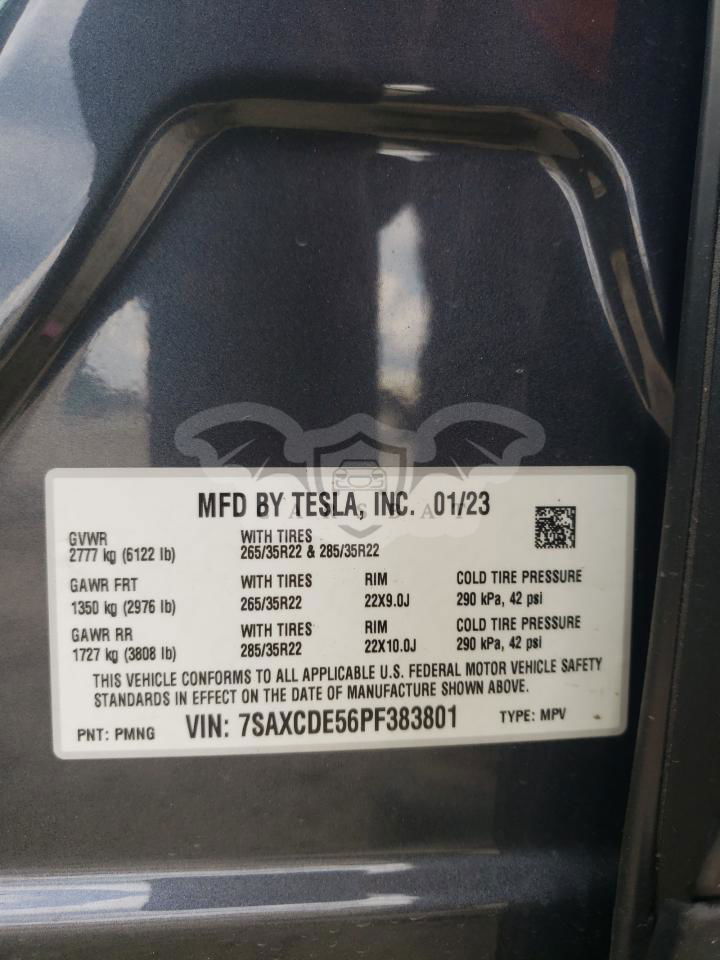 MFD BY TESLA, INC. 01/23
GVWR WITH TIRES
2777 kg (6122 lb) 265/35R22 & 285/35R22
GAWR FRT WITH TIRES RIM COLD TIRE PRESSURE
1350 kg (2976 lb) 265/35R22 22X9.0J 290 kPa, 42 psi
GAWR RR WITH TIRES RIM COLD TIRE PRESSURE
1727 kg (3808 lb) 285/35R22 22X10.0J 290 kPa, 42 psi
THIS VEHICLE CONFORMS TO ALL APPLICABLE U.S. FEDERAL MOTOR VEHICLE SAFETY
STANDARDS IN EFFECT ON THE DATE OF MANUFACTURE SHOWN ABOVE.
PNT: PMNG VIN: 7SAXCDE56PF383801 TYPE: MPV